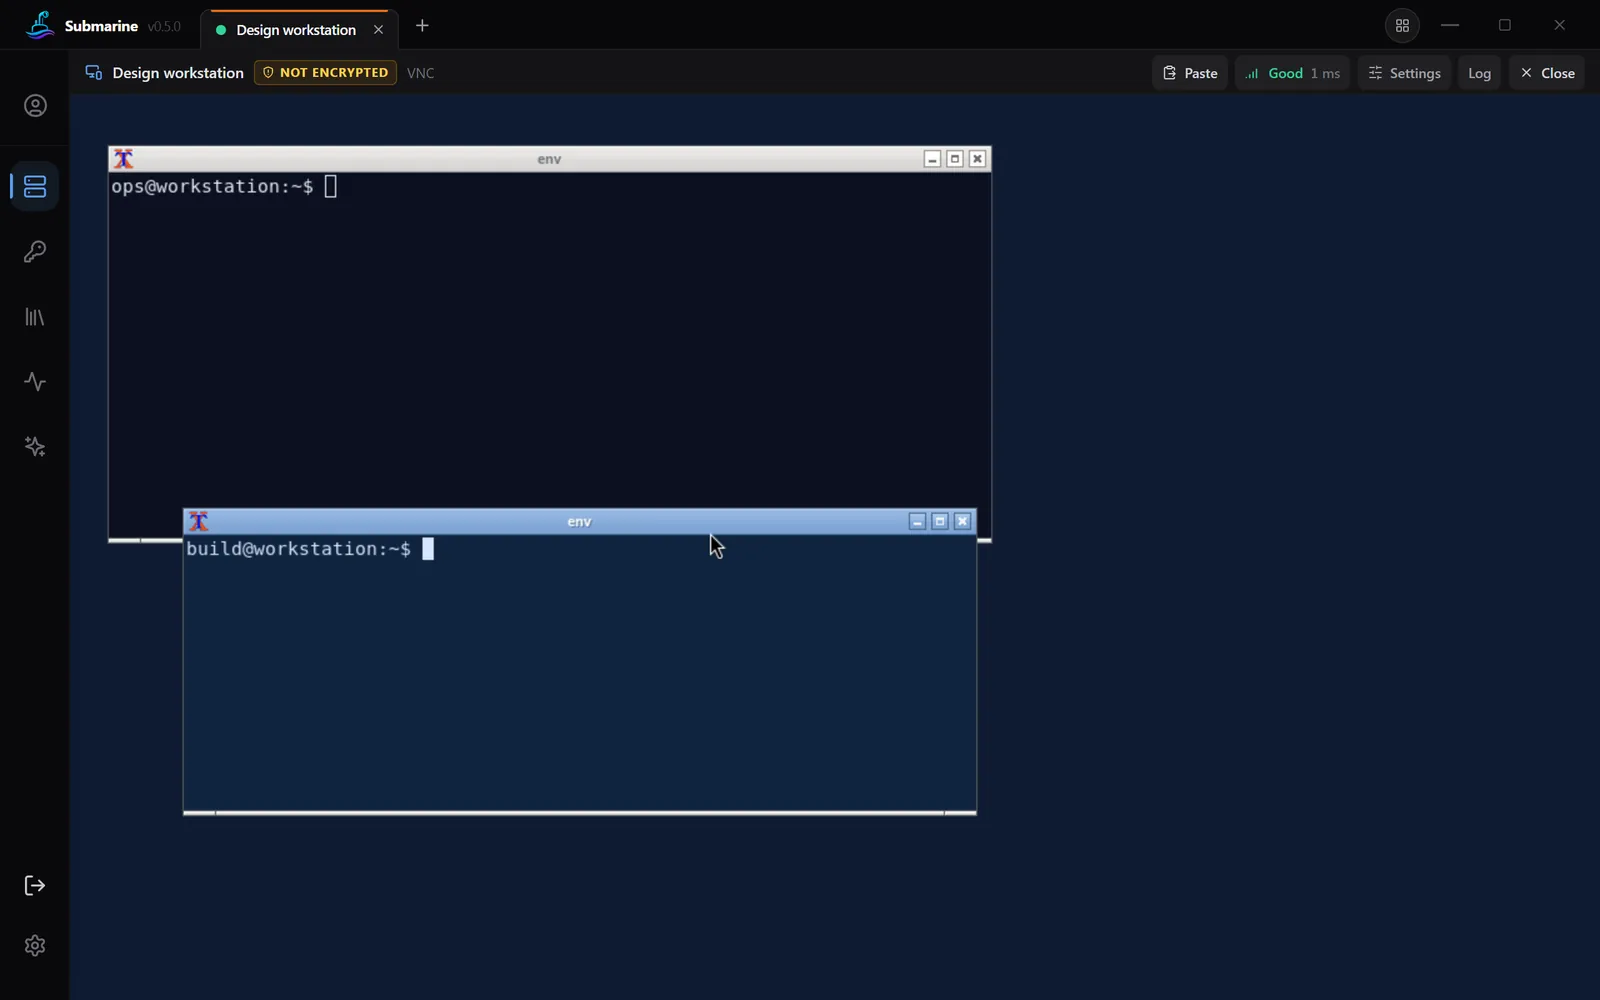 Submarine v0.5.0
Design workstation
Design workstation NOT ENCRYPTED VNC
Paste
Good 1 ms
Settings
Log
Close
env
ops@workstation:~$
env
build@workstation:~$